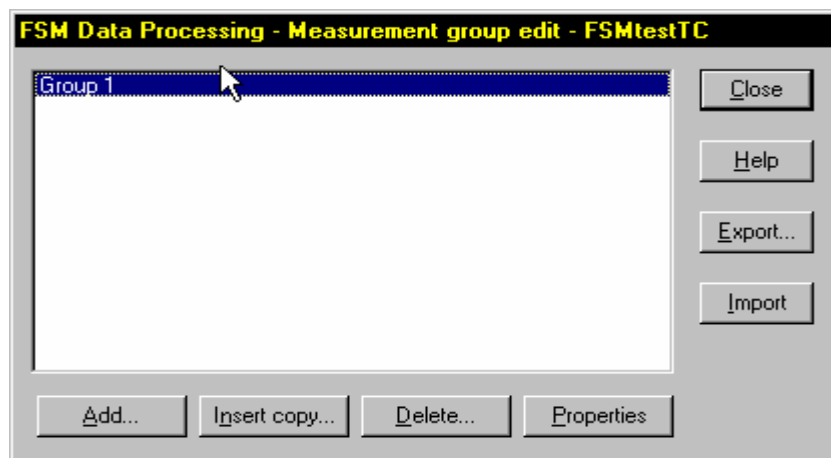 FSM Data Processing - Measurement group edit - FSMtestTC
Group 1
Close
Help
Export...
Import
Add...
Insert copy...
Delete...
Properties